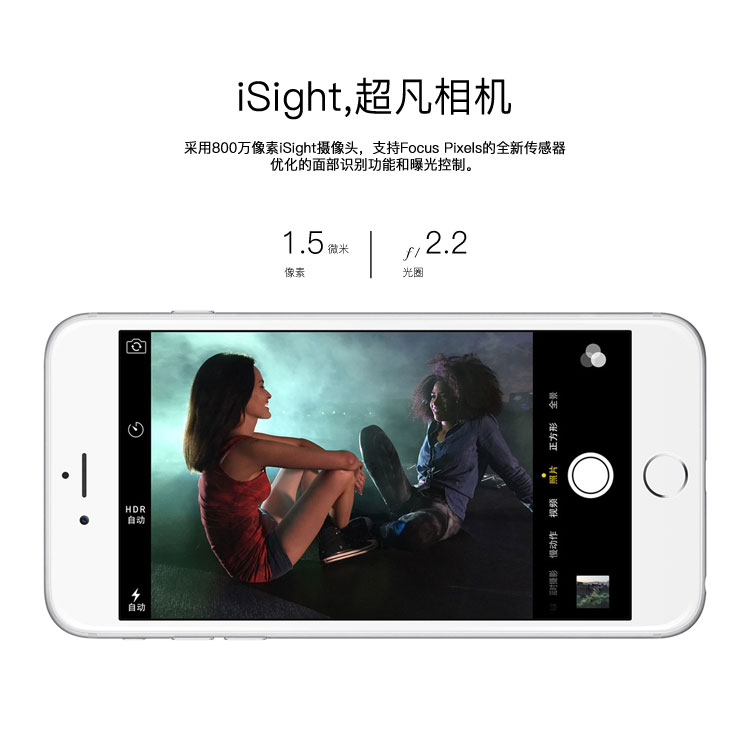 iSight,超凡相机
采用800万像素iSight摄像头，支持Focus Pixels的全新传感器
优化的面部识别功能和曝光控制。
1.5 微米
像素
f/ 2.2
光圈
HDR
自动
自动
全景
正方形
照片
视频
慢动作
延时摄影